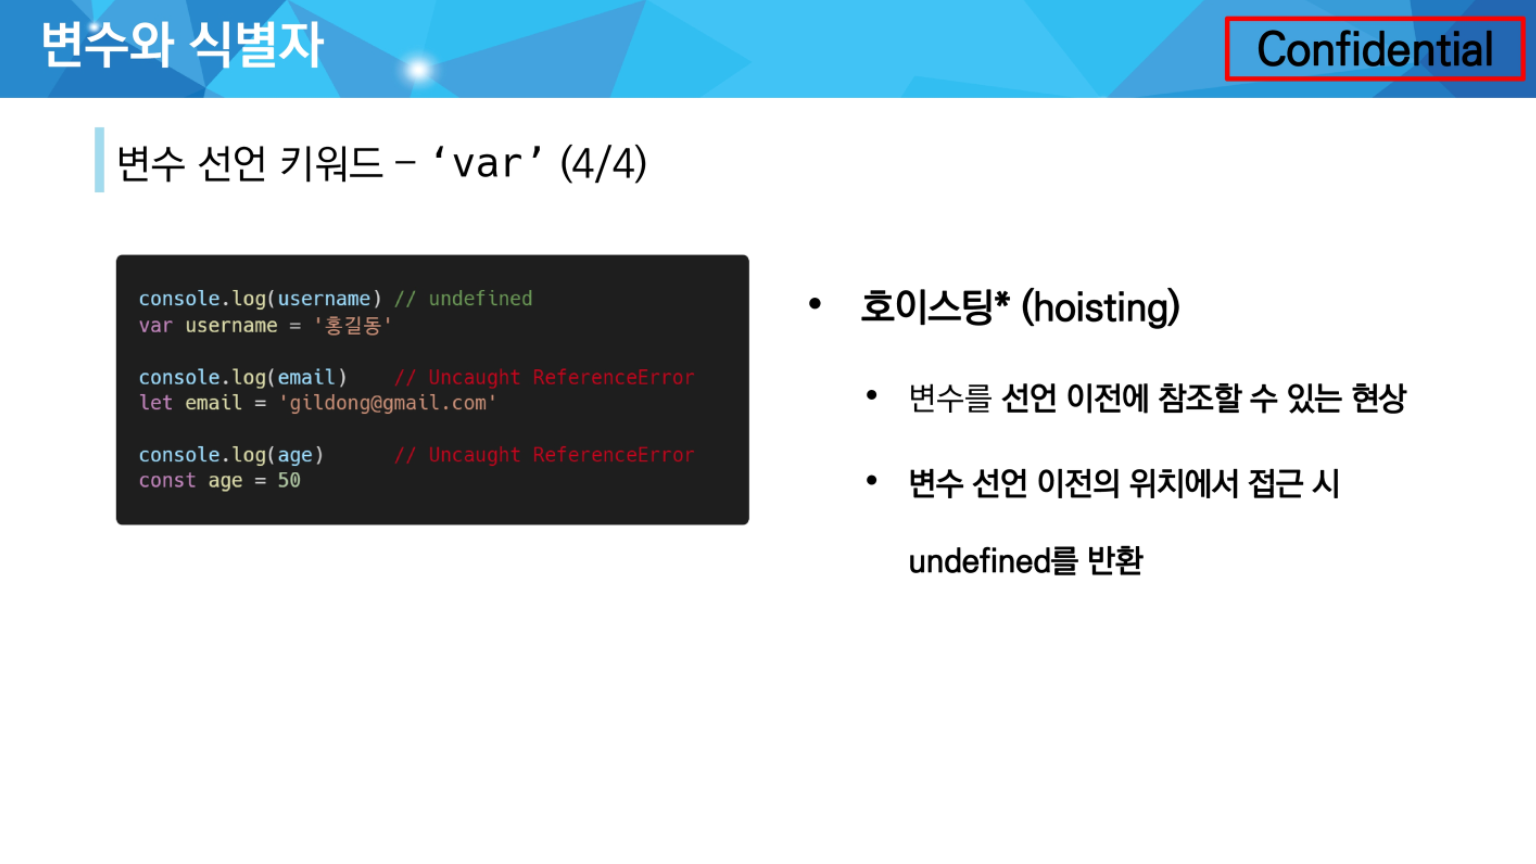 변수와 식별자
Confidential
변수 선언 키워드 – ‘var’ (4/4)
console.log(username) // undefined
var username = '홍길동'
console.log(email)    // Uncaught ReferenceError
let email = 'gildong@gmail.com'
console.log(age)      // Uncaught ReferenceError
const age = 50
• 호이스팅* (hoisting)
• 변수를 선언 이전에 참조할 수 있는 현상
• 변수 선언 이전의 위치에서 접근 시
undefined를 반환